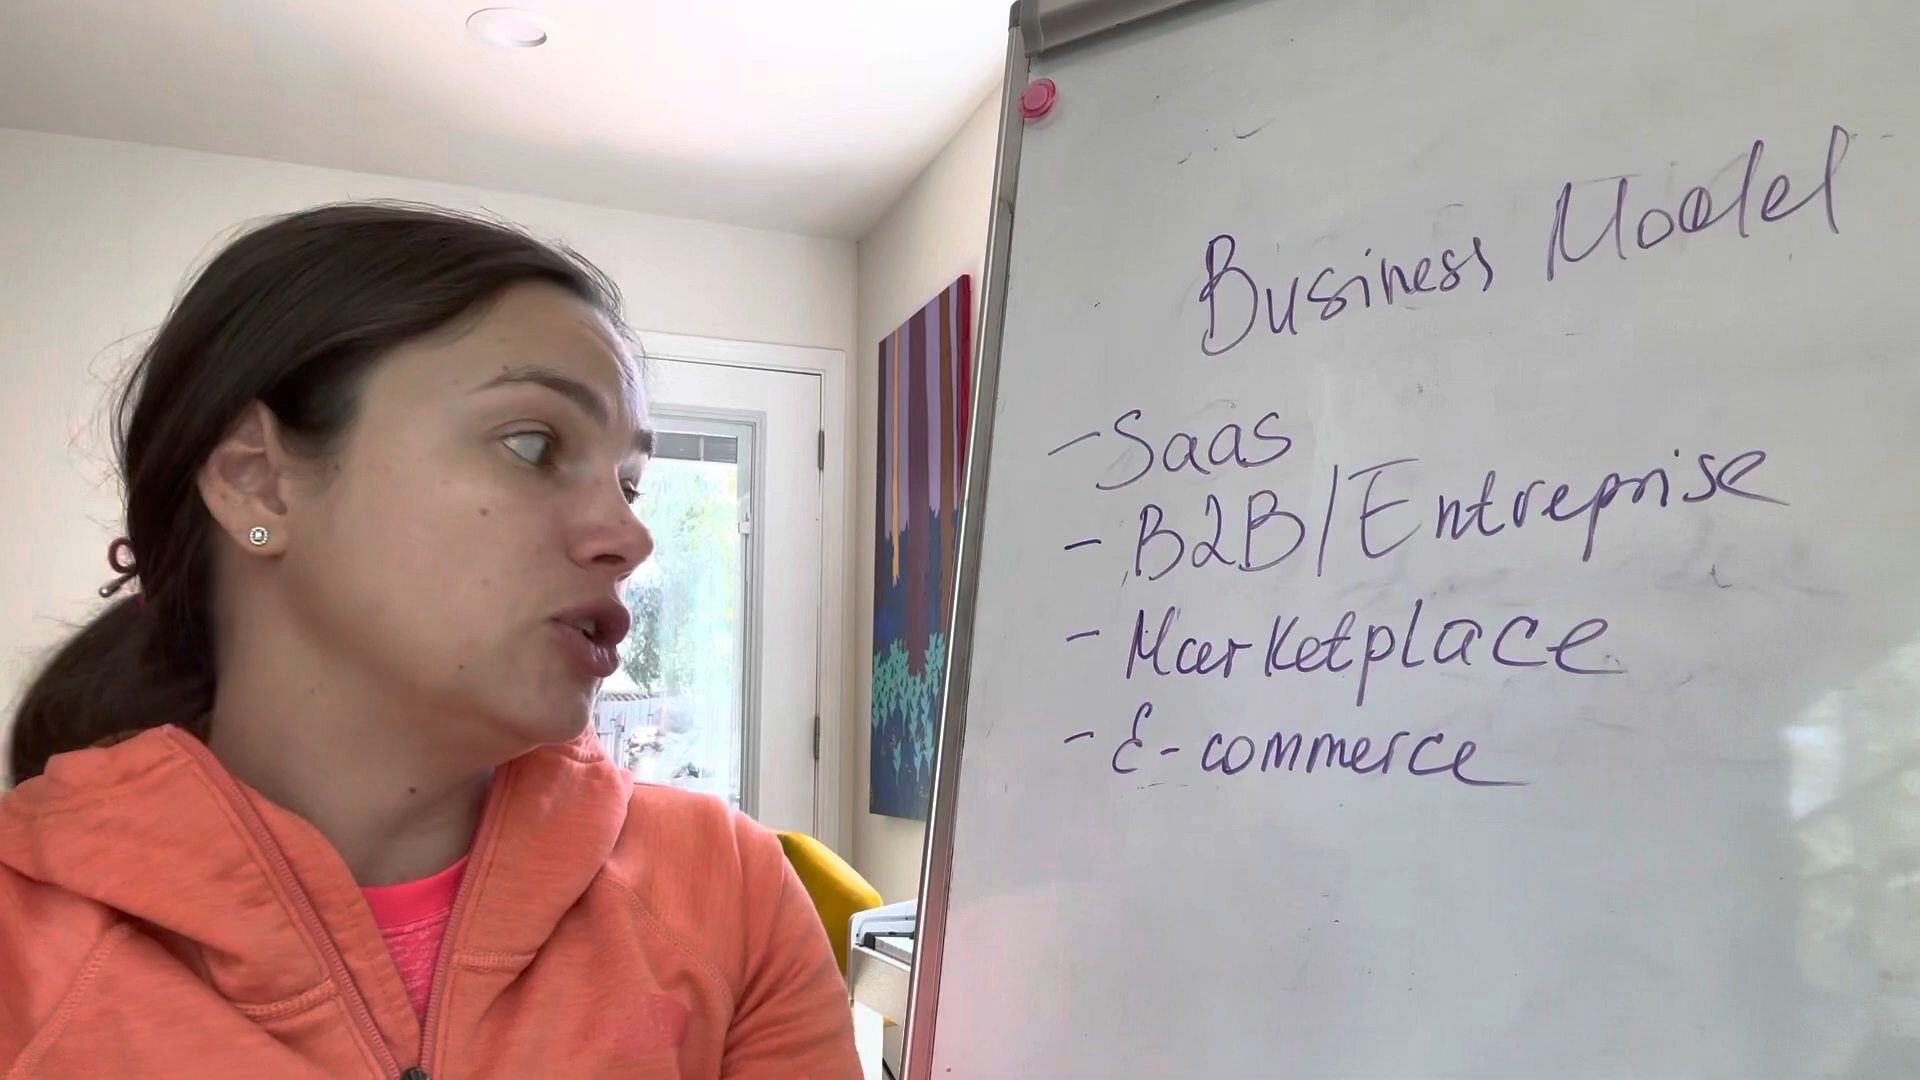 Business Model
- Saas
- B2B/Entreprise
- Marketplace
- E-commerce